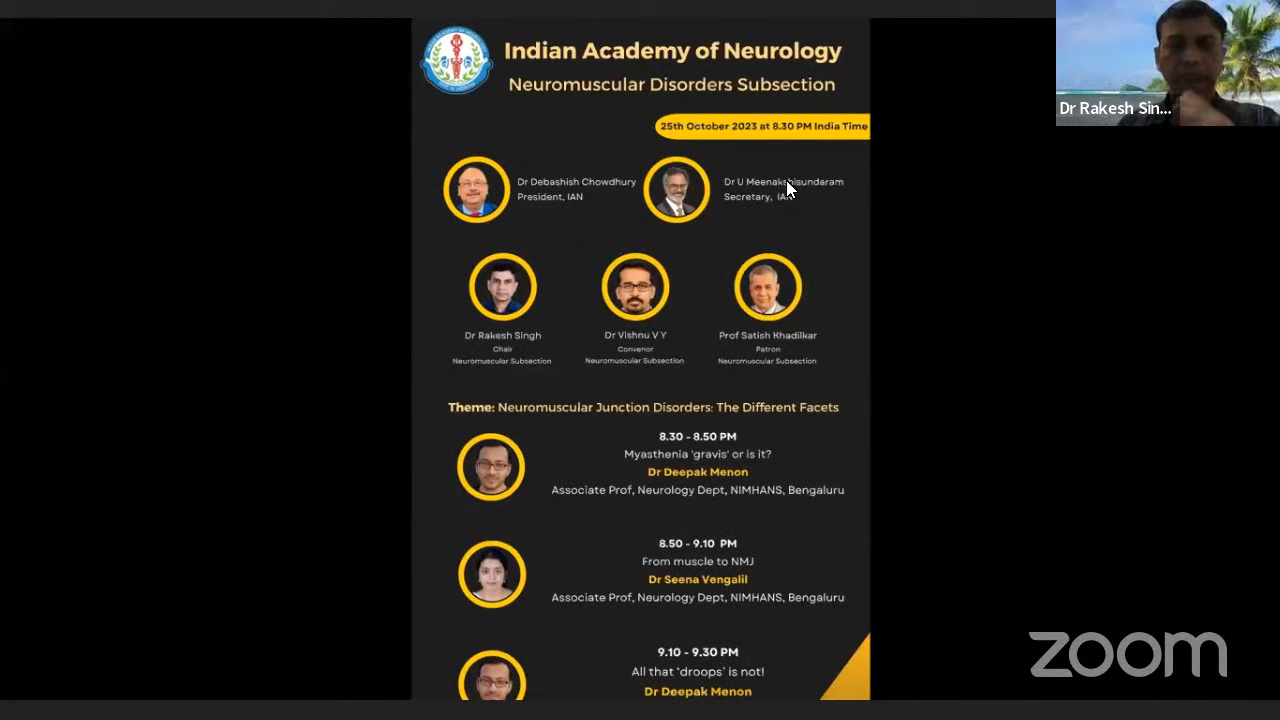 Indian Academy of Neurology
Neuromuscular Disorders Subsection
25th October 2023 at 8.30 PM India Time
Dr Debashish Chowdhury
President, IAN
Dr U Meenakshisundaram
Secretary, IAN
Dr Rakesh Singh
Chair
Neuromuscular Subsection
Dr Vishnu V Y
Convenor
Neuromuscular Subsection
Prof Satish Khadilkar
Patron
Neuromuscular Subsection
Theme: Neuromuscular Junction Disorders: The Different Facets
8.30 - 8.50 PM
Myasthenia 'gravis' or is it?
Dr Deepak Menon
Associate Prof, Neurology Dept, NIMHANS, Bengaluru
8.50 - 9.10 PM
From muscle to NMJ
Dr Seena Vengalil
Associate Prof, Neurology Dept, NIMHANS, Bengaluru
9.10 - 9.30 PM
All that 'droops' is not!
Dr Deepak Menon
Dr Rakesh Sin...
zoom